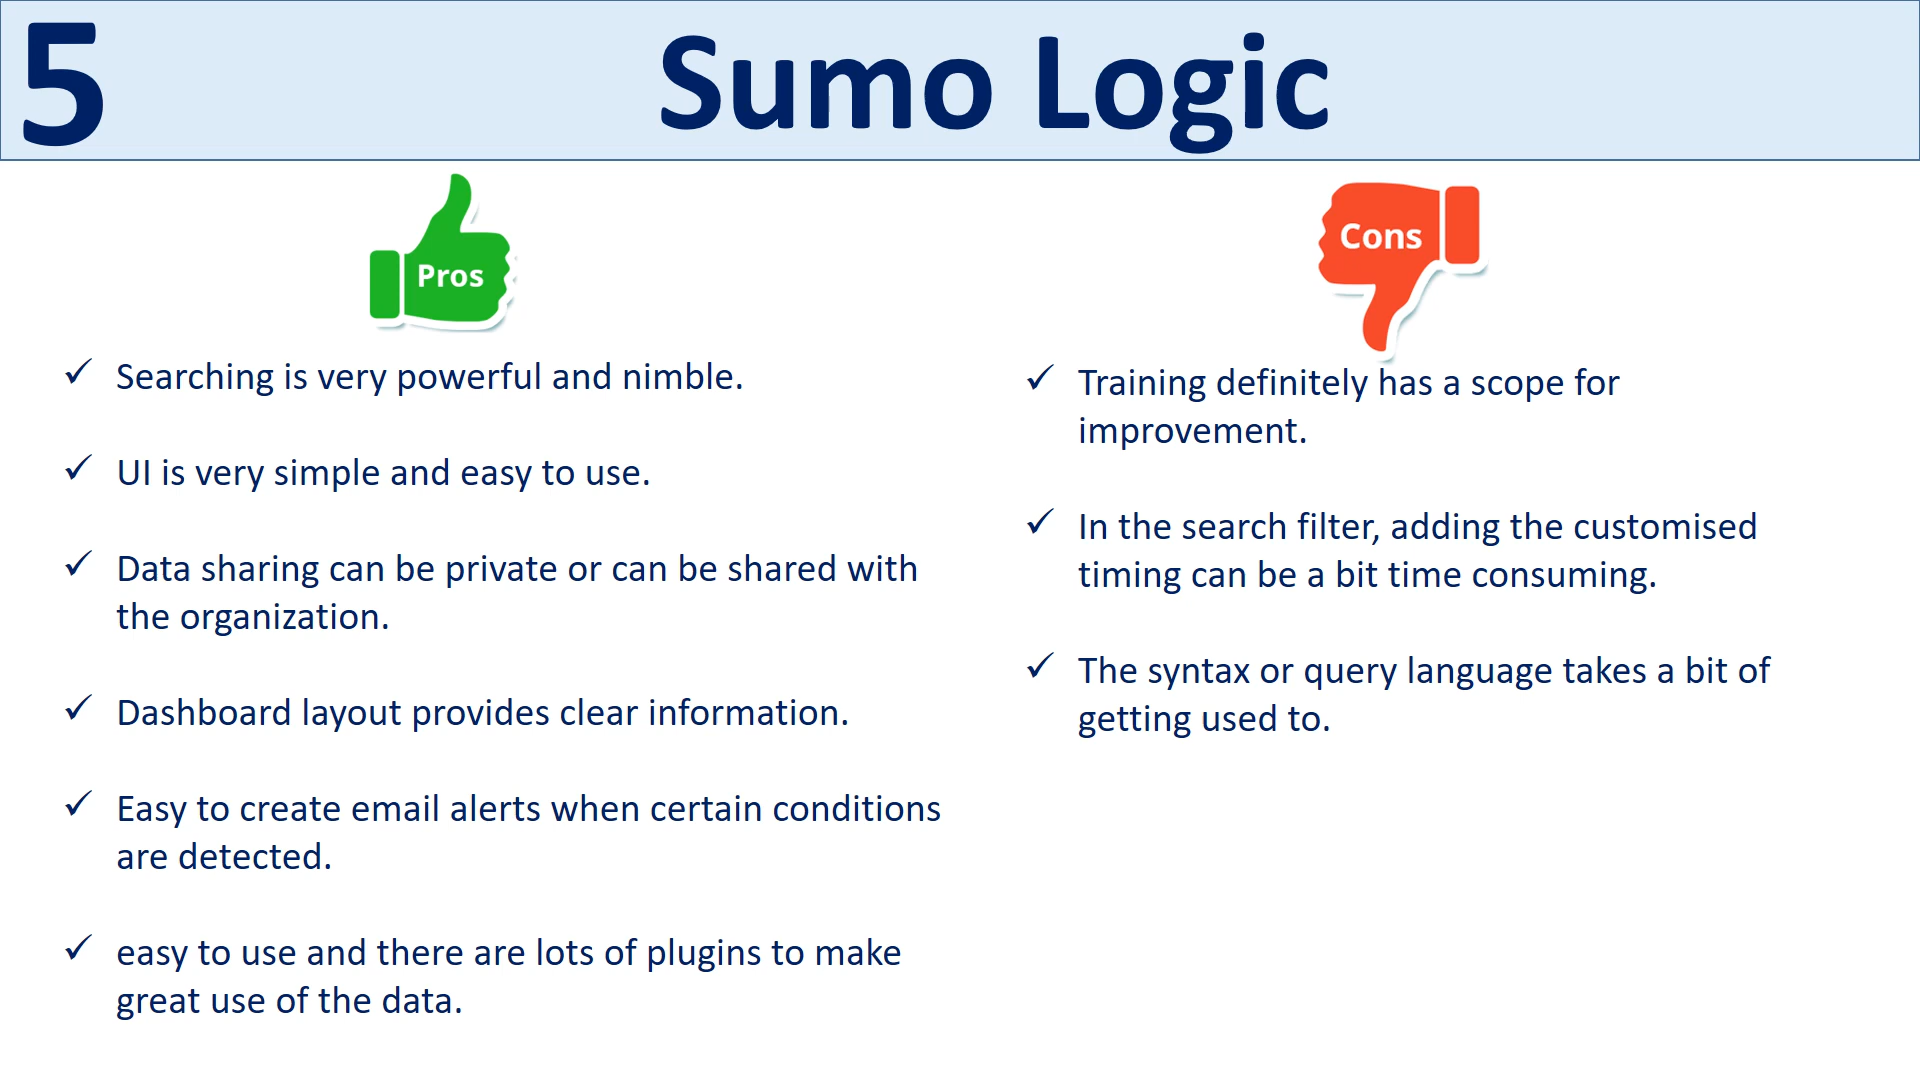 5
Sumo Logic
Pros
Searching is very powerful and nimble.
UI is very simple and easy to use.
Data sharing can be private or can be shared with
the organization.
Dashboard layout provides clear information.
Easy to create email alerts when certain conditions
are detected.
easy to use and there are lots of plugins to make
great use of the data.
Cons
Training definitely has a scope for
improvement.
In the search filter, adding the customised
timing can be a bit time consuming.
The syntax or query language takes a bit of
getting used to.